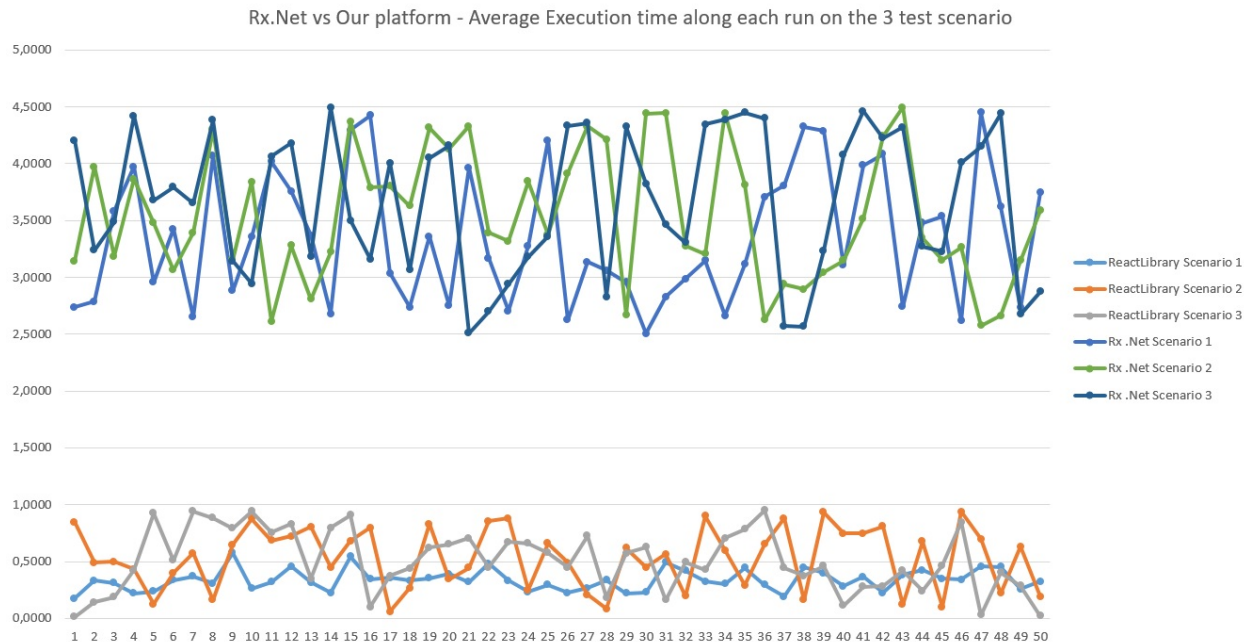 Rx.Net vs Our platform - Average Execution time along each run on the 3 test scenario
5,0000
4,5000
4,0000
3,5000
3,0000
2,5000
2,0000
1,5000
1,0000
0,5000
0,0000
1 2 3 4 5 6 7 8 9 10 11 12 13 14 15 16 17 18 19 20 21 22 23 24 25 26 27 28 29 30 31 32 33 34 35 36 37 38 39 40 41 42 43 44 45 46 47 48 49 50
ReactLibrary Scenario 1
ReactLibrary Scenario 2
ReactLibrary Scenario 3
Rx .Net Scenario 1
Rx .Net Scenario 2
Rx .Net Scenario 3